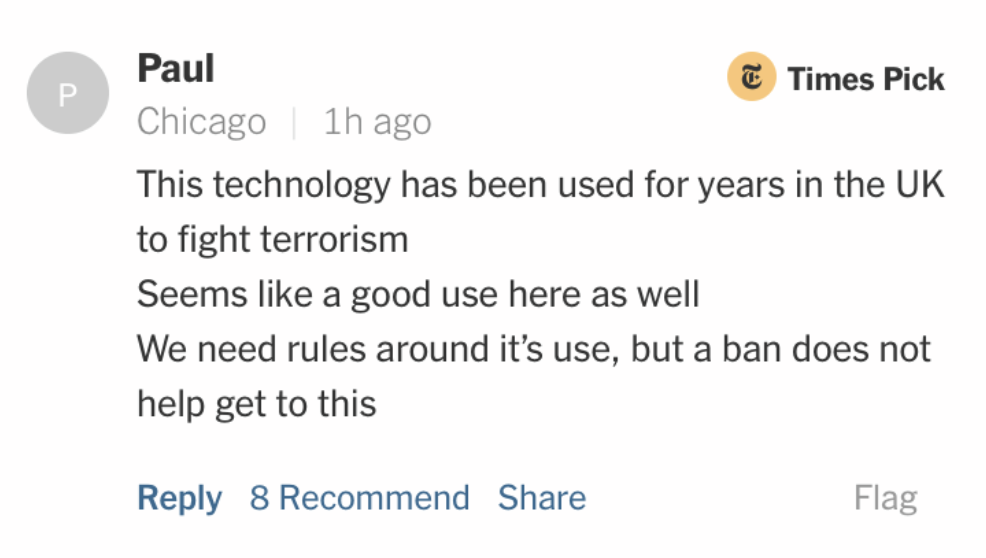 P
Paul
𝕿 Times Pick
Chicago | 1h ago
This technology has been used for years in the UK
to fight terrorism
Seems like a good use here as well
We need rules around it’s use, but a ban does not
help get to this
Reply 8 Recommend Share Flag